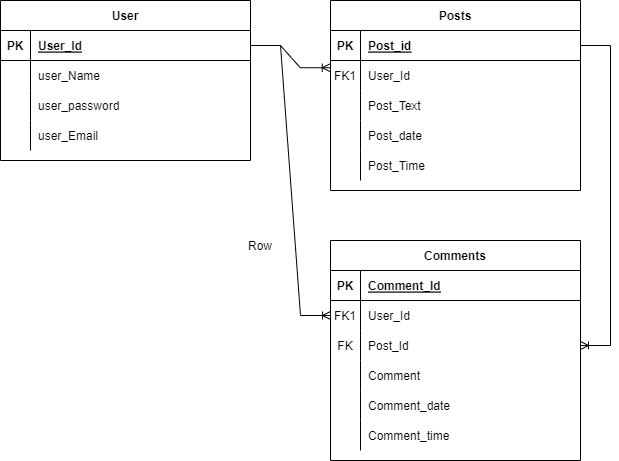 User
PK User_Id
user_Name
user_password
user_Email
Posts
PK Post_id
FK1 User_Id
Post_Text
Post_date
Post_Time
Row
Comments
PK Comment_Id
FK1 User_Id
FK Post_Id
Comment
Comment_date
Comment_time